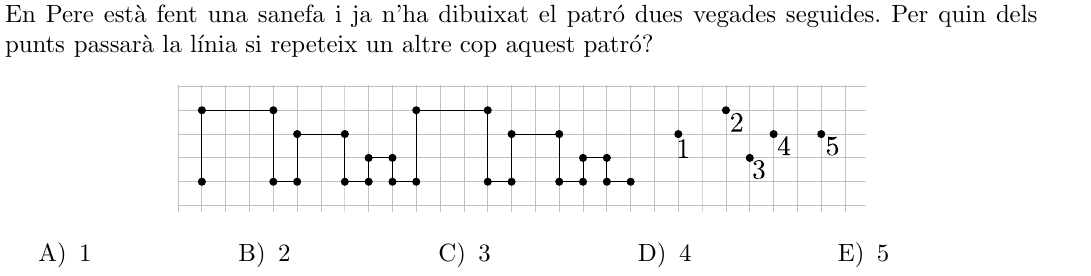 En Pere està fent una sanefa i ja n'ha dibuixat el patró dues vegades seguides. Per quin dels
punts passarà la línia si repeteix un altre cop aquest patró?
2
1
4
5
3
A) 1 B) 2 C) 3 D) 4 E) 5